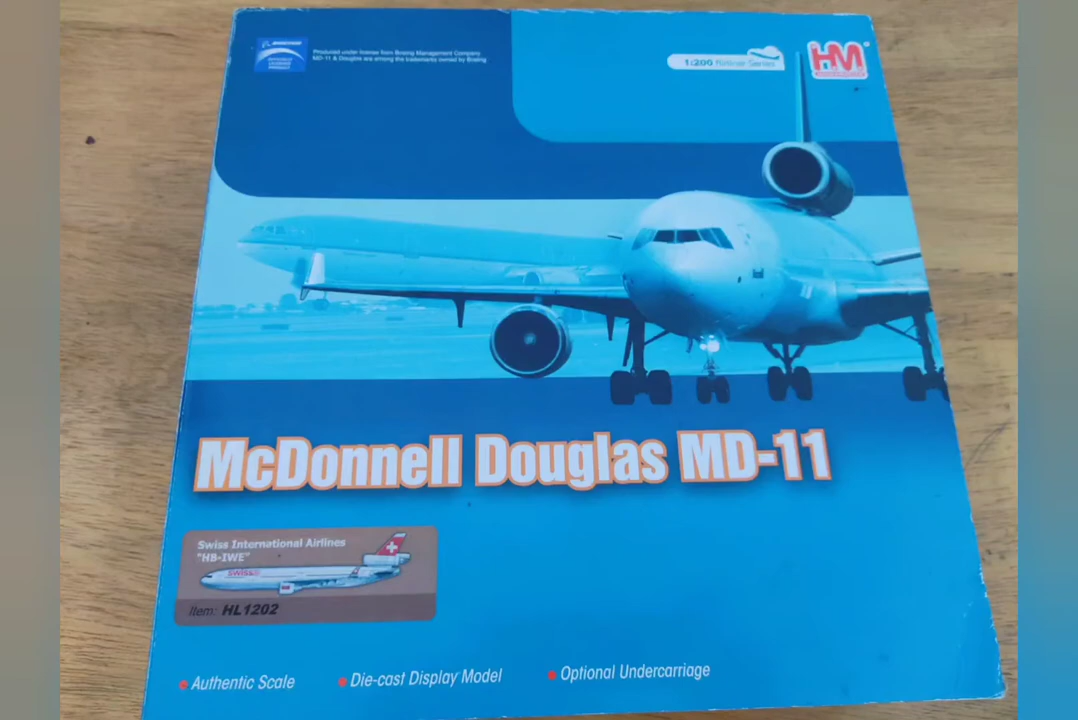 BOEING
OFFICIALLY
LICENSED
PRODUCT
Produced under license from Boeing Management Company
MD-11 & Douglas are among the trademarks owned by Boeing
1:200 Airliner Series
HM
McDonnell Douglas MD-11
Swiss International Airlines
"HB-IWE"
swiss
Item: HL1202
Authentic Scale
Die-cast Display Model
Optional Undercarriage